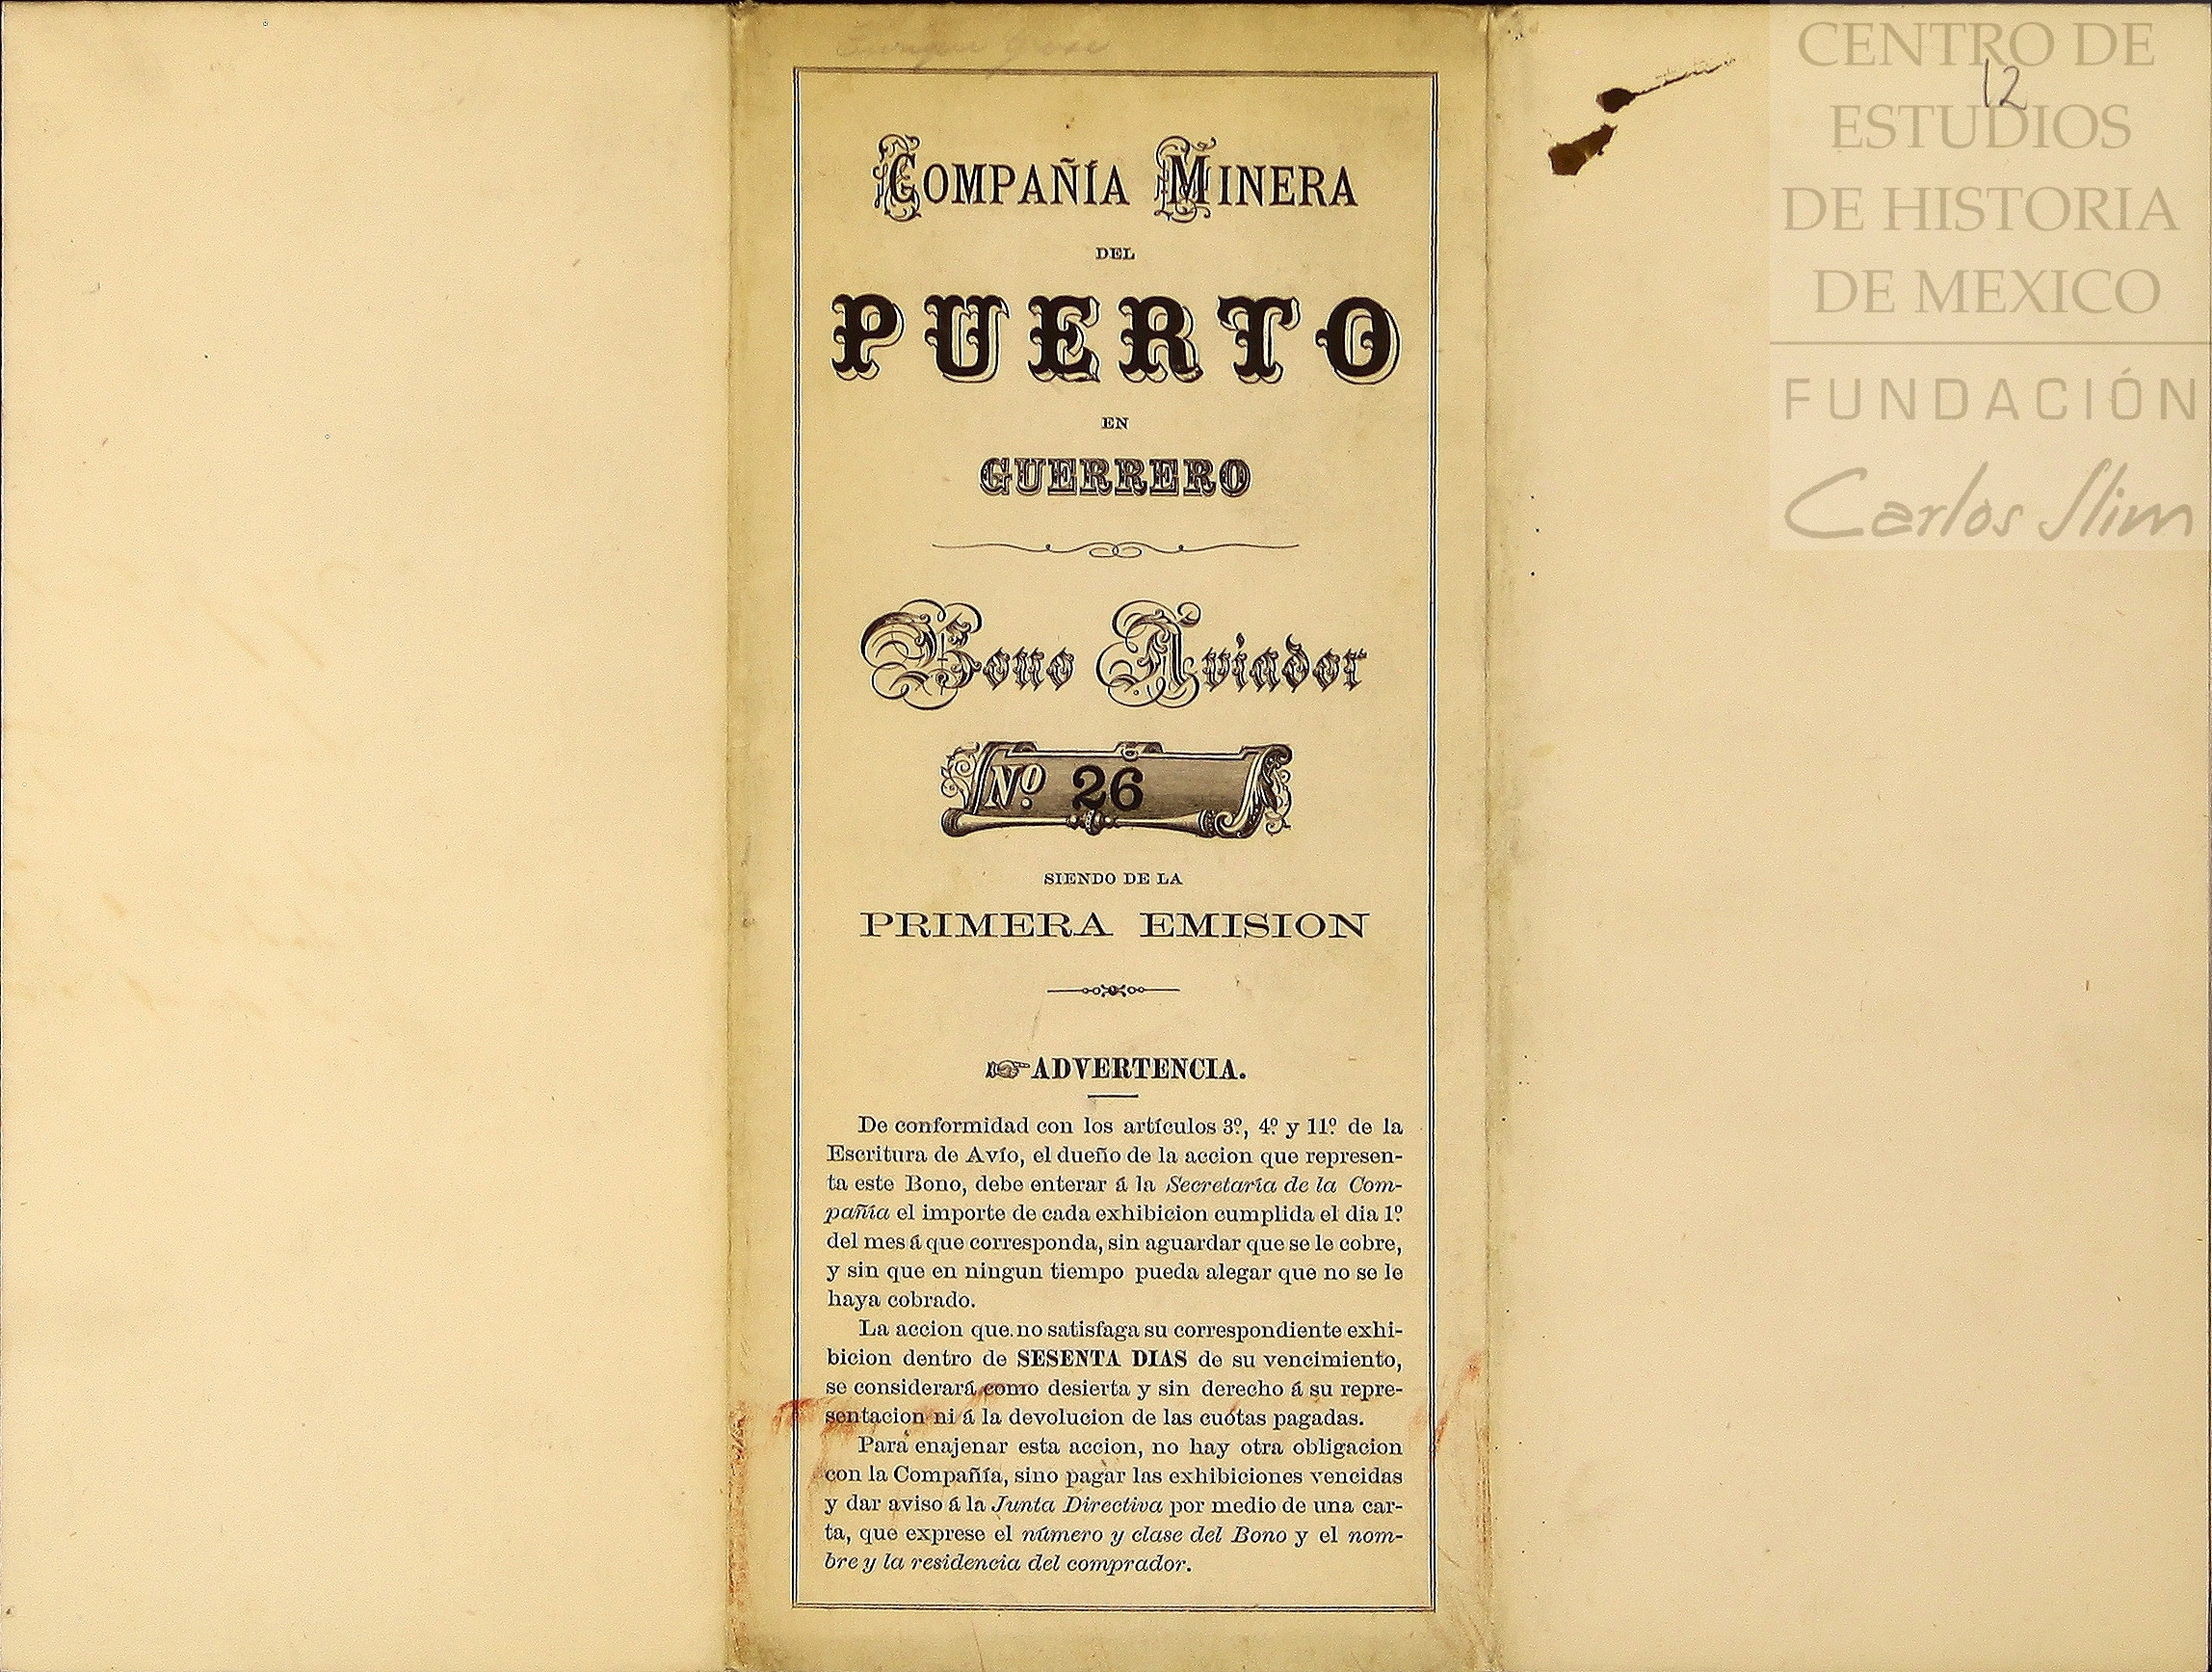 COMPAÑÍA MINERA
DEL
PUERTO
EN
GUERRERO
Bono Aviador
Nº. 26
SIENDO DE LA
PRIMERA EMISION
ADVERTENCIA.
De conformidad con los artículos 3º, 4º y 11º de la
Escritura de Avío, el dueño de la accion que represen-
ta este Bono, debe enterar á la Secretaría de la Com-
pañía el importe de cada exhibicion cumplida el dia 1º
del mes á que corresponda, sin aguardar que se le cobre,
y sin que en ningun tiempo pueda alegar que no se le
haya cobrado.
La accion que no satisfaga su correspondiente exhi-
bicion dentro de SESENTA DIAS de su vencimiento,
se considerará como desierta y sin derecho á su repre-
sentacion ni á la devolucion de las cuotas pagadas.
Para enajenar esta accion, no hay otra obligacion
con la Compañía, sino pagar las exhibiciones vencidas
y dar aviso á la Junta Directiva por medio de una car-
ta, que exprese el número y clase del Bono y el nom-
bre y la residencia del comprador.
12
CENTRO DE
ESTUDIOS
DE HISTORIA
DE MEXICO
FUNDACIÓN
Carlos Slim